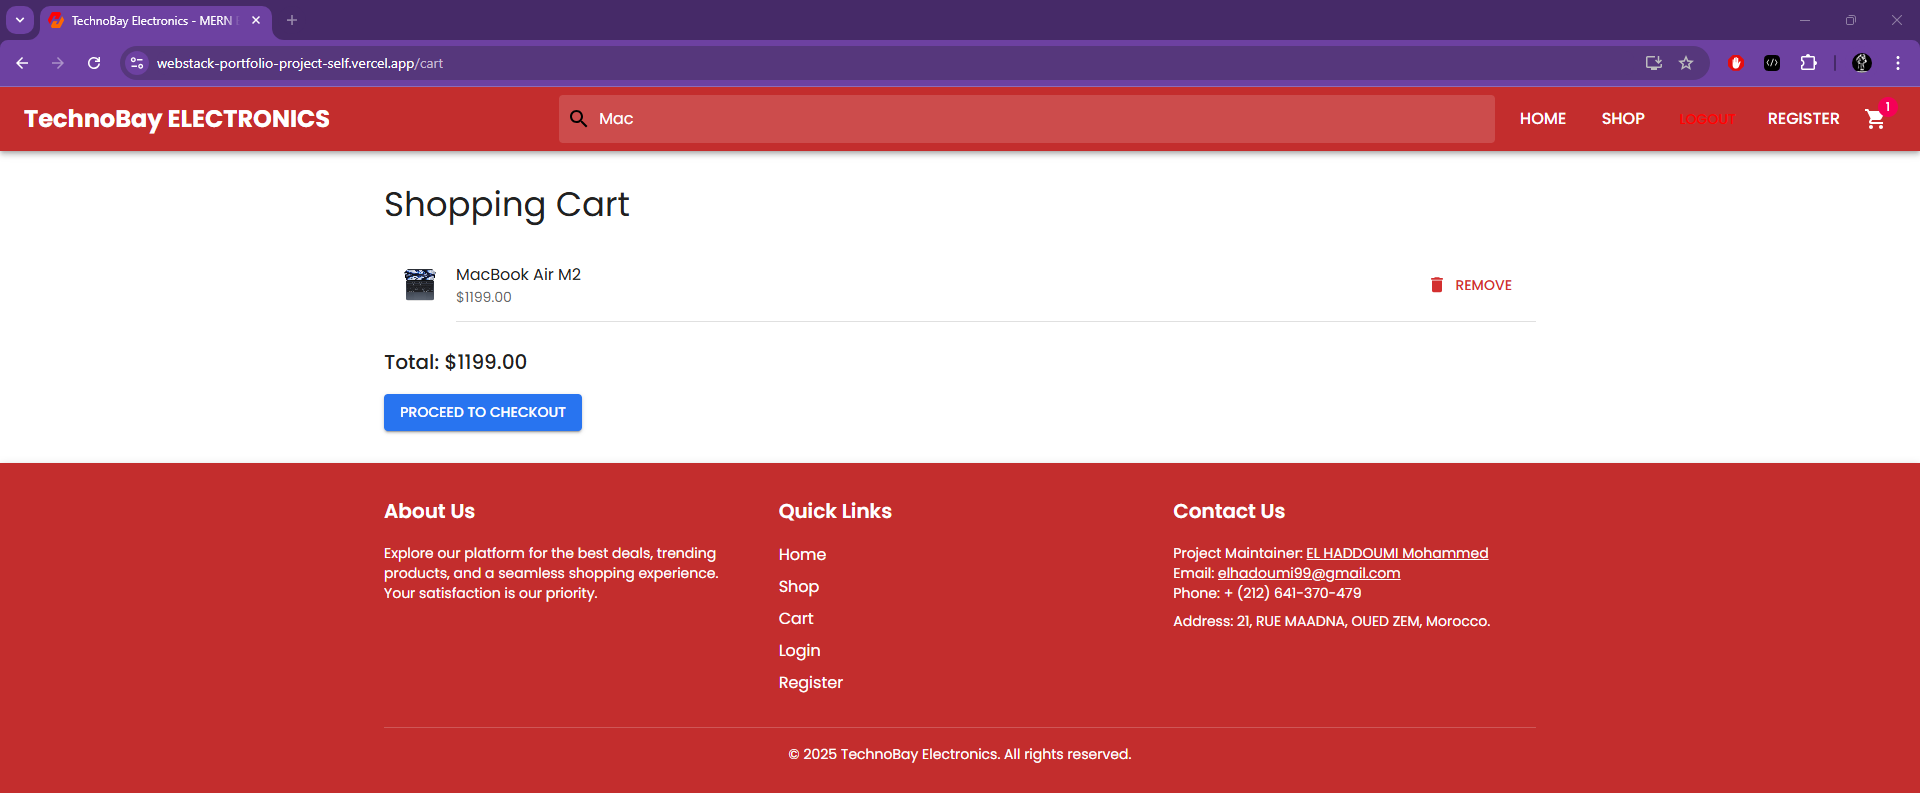 TechnoBay Electronics - MERN
webstack-portfolio-project-self.vercel.app/cart
TechnoBay ELECTRONICS
Mac
HOME
SHOP
LOGOUT
REGISTER
1
Shopping Cart
MacBook Air M2
$1199.00
REMOVE
Total: $1199.00
PROCEED TO CHECKOUT
About Us
Explore our platform for the best deals, trending
products, and a seamless shopping experience.
Your satisfaction is our priority.
Quick Links
Home
Shop
Cart
Login
Register
Contact Us
Project Maintainer: EL HADDOUMI Mohammed
Email: elhadoumi99@gmail.com
Phone: + (212) 641-370-479
Address: 21, RUE MAADNA, OUED ZEM, Morocco.
© 2025 TechnoBay Electronics. All rights reserved.